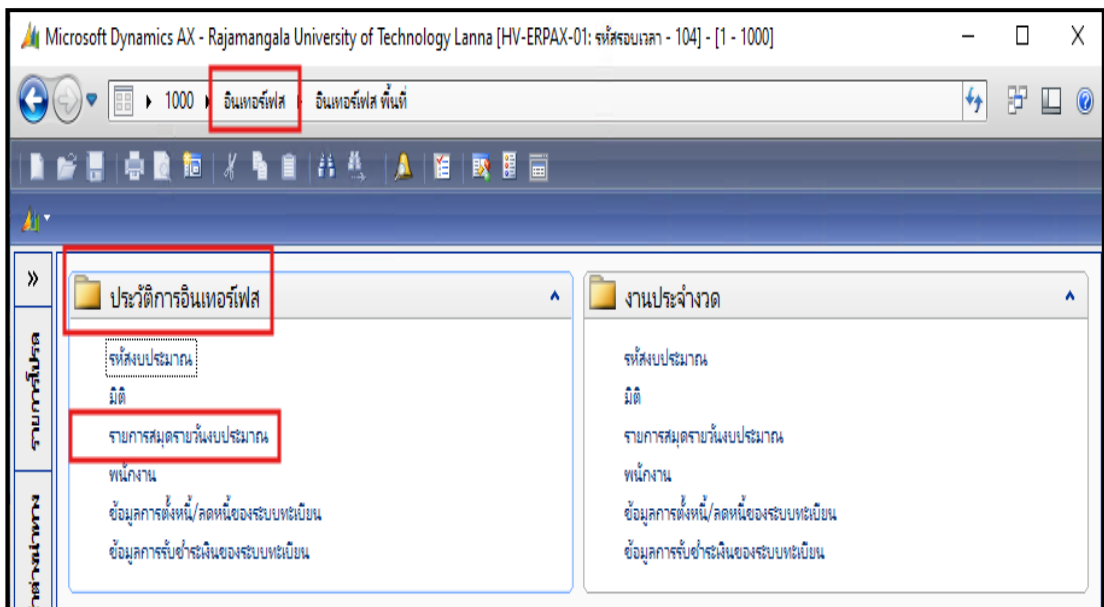 Microsoft Dynamics AX - Rajamangala University of Technology Lanna [HV-ERPAX-01: รหัสรอบเวลา - 104] - [1 - 1000]
1000 อินเทอร์เฟส อินเทอร์เฟส พื้นที่
ประวัติการอินเทอร์เฟส
รหัสงบประมาณ
มิติ
รายการสมุดรายวันงบประมาณ
พนักงาน
ข้อมูลการตั้งหนี้/ลดหนี้ของระบบทะเบียน
ข้อมูลการรับชำระเงินของระบบทะเบียน
งานประจำงวด
รหัสงบประมาณ
มิติ
รายการสมุดรายวันงบประมาณ
พนักงาน
ข้อมูลการตั้งหนี้/ลดหนี้ของระบบทะเบียน
ข้อมูลการรับชำระเงินของระบบทะเบียน
รายการโปรด